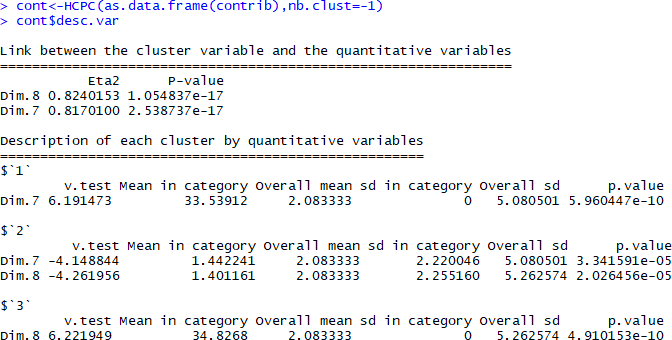 > cont<-HCPC(as.data.frame(contrib),nb.clust=-1)
> cont$desc.var
Link between the cluster variable and the quantitative variables
================================================================
Eta2 P-value
Dim.8 0.8240153 1.054837e-17
Dim.7 0.8170100 2.538737e-17
Description of each cluster by quantitative variables
=====================================================
$`1`
v.test Mean in category Overall mean sd in category Overall sd p.value
Dim.7 6.191473 33.53912 2.083333 0 5.080501 5.960447e-10
$`2`
v.test Mean in category Overall mean sd in category Overall sd p.value
Dim.7 -4.148844 1.442241 2.083333 2.220046 5.080501 3.341591e-05
Dim.8 -4.261956 1.401161 2.083333 2.255160 5.262574 2.026456e-05
$`3`
v.test Mean in category Overall mean sd in category Overall sd p.value
Dim.8 6.221949 34.8268 2.083333 0 5.262574 4.910153e-10